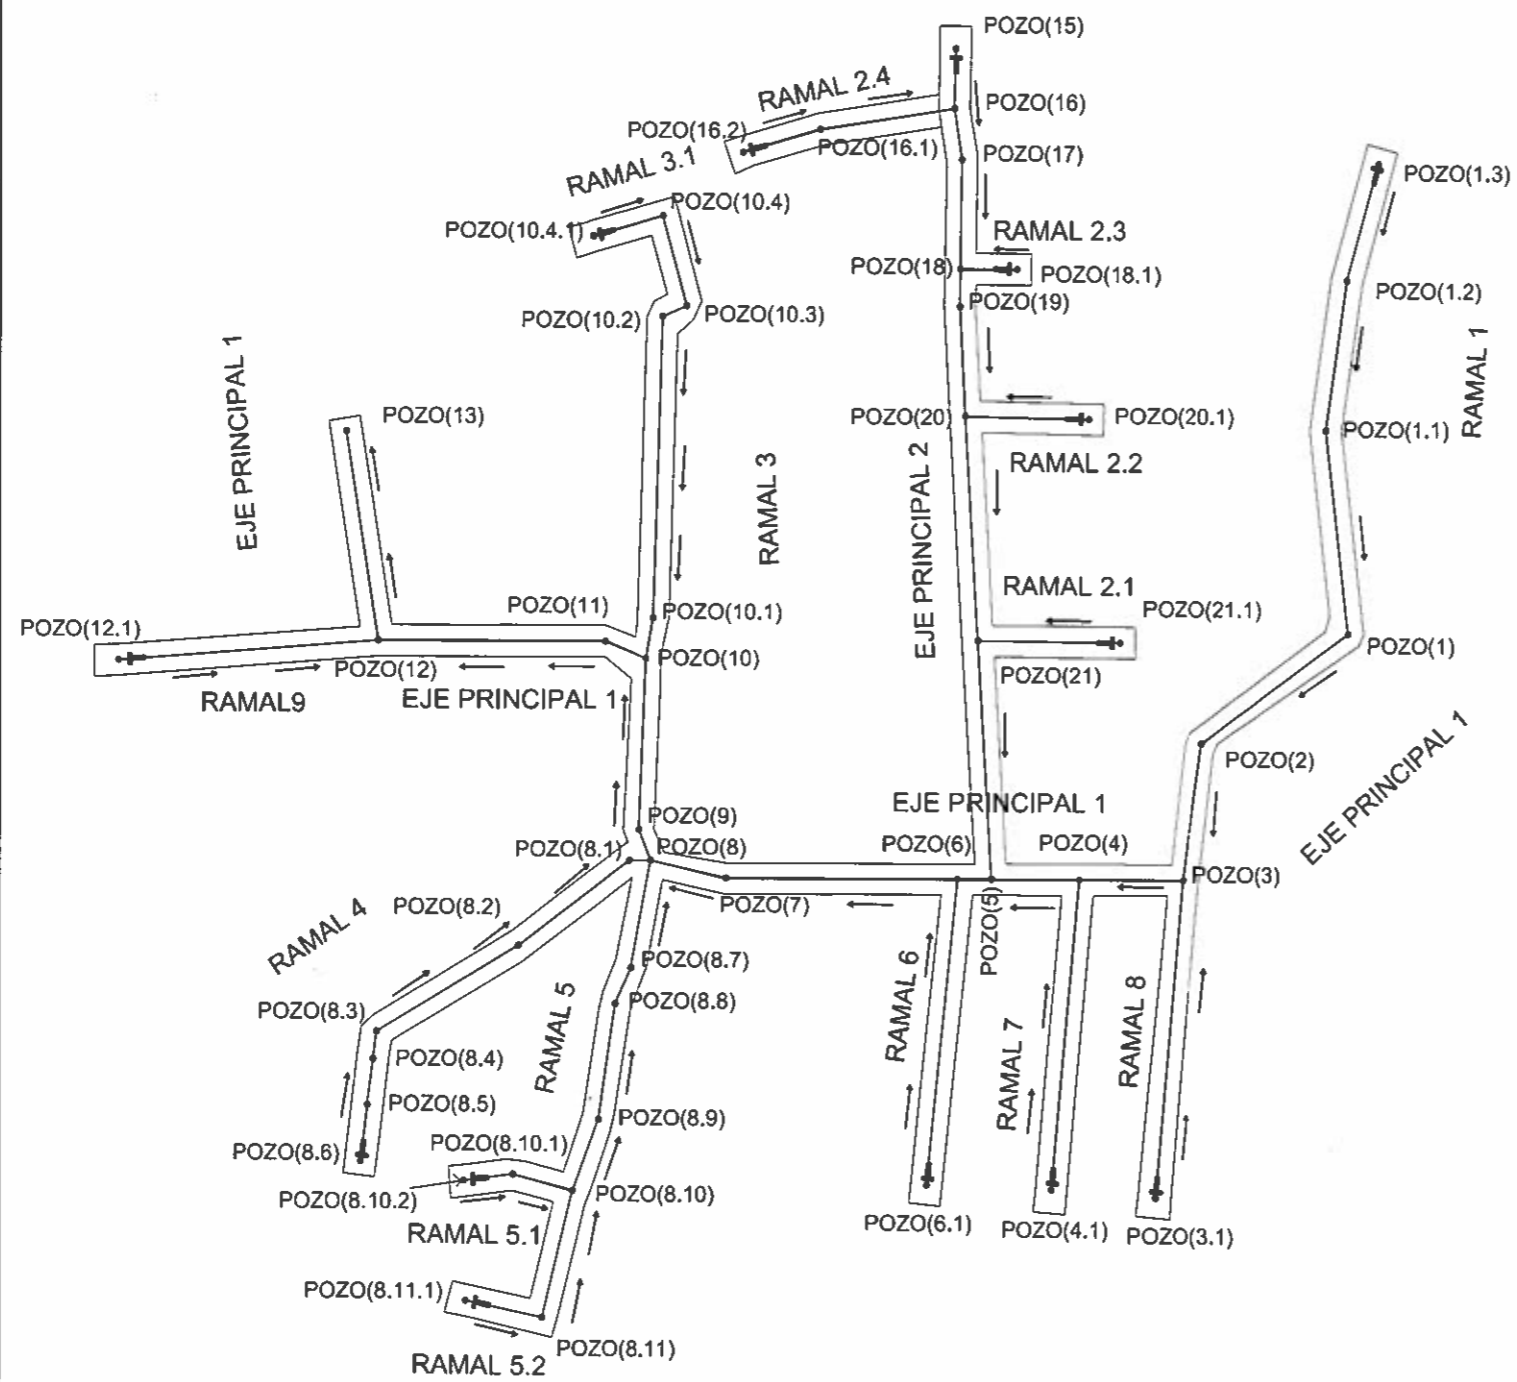 POZO(15)
RAMAL 2.4
POZO(16)
POZO(16.2)
POZO(16.1)
POZO(17)
RAMAL 3.1
POZO(1.3)
POZO(10.4)
POZO(10.4.1)
RAMAL 2.3
POZO(18)
POZO(18.1)
POZO(1.2)
POZO(19)
POZO(10.2)
POZO(10.3)
EJE PRINCIPAL 1
RAMAL 1
POZO(13)
POZO(20)
POZO(20.1)
POZO(1.1)
RAMAL 2.2
RAMAL 3
EJE PRINCIPAL 2
RAMAL 2.1
POZO(11)
POZO(10.1)
POZO(21.1)
POZO(12.1)
POZO(1)
POZO(12)
POZO(10)
POZO(21)
RAMAL9
EJE PRINCIPAL 1
POZO(2)
EJE PRINCIPAL 1
EJE PRINCIPAL 1
POZO(9)
POZO(8.1)
POZO(8)
POZO(6)
POZO(4)
POZO(3)
POZO(8.2)
POZO(7)
POZO(5)
RAMAL 4
POZO(8.7)
POZO(8.3)
POZO(8.8)
RAMAL 5
RAMAL 6
RAMAL 7
RAMAL 8
POZO(8.4)
POZO(8.5)
POZO(8.9)
POZO(8.6)
POZO(8.10.1)
POZO(8.10.2)
POZO(8.10)
POZO(6.1)
POZO(4.1)
POZO(3.1)
RAMAL 5.1
POZO(8.11.1)
POZO(8.11)
RAMAL 5.2